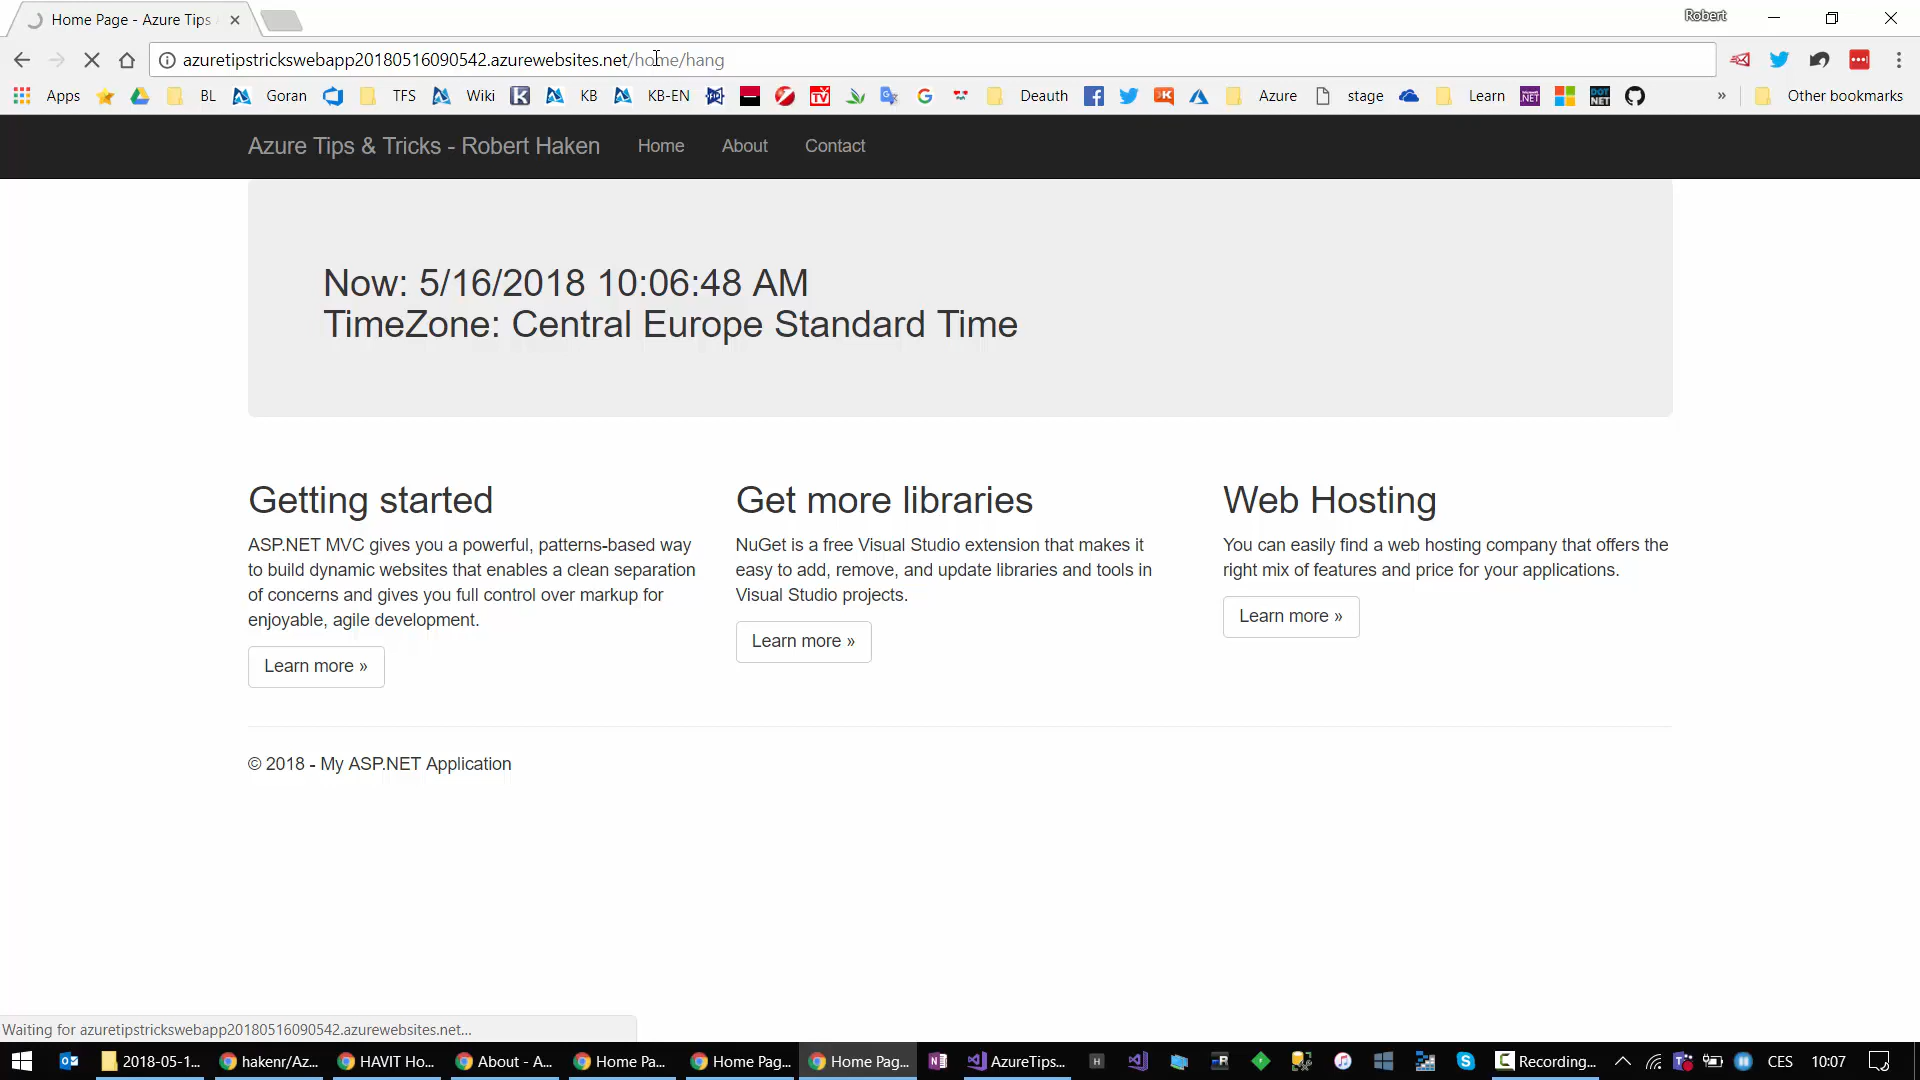 Home Page - Azure Tips
Robert
azuretipstrickswebapp20180516090542.azurewebsites.net/home/hang
Apps BL Goran TFS Wiki KB KB-EN Deauth Azure stage Learn » Other bookmarks
Azure Tips & Tricks - Robert Haken Home About Contact
Now: 5/16/2018 10:06:48 AM
TimeZone: Central Europe Standard Time
Getting started
ASP.NET MVC gives you a powerful, patterns-based way
to build dynamic websites that enables a clean separation
of concerns and gives you full control over markup for
enjoyable, agile development.
Learn more »
Get more libraries
NuGet is a free Visual Studio extension that makes it
easy to add, remove, and update libraries and tools in
Visual Studio projects.
Learn more »
Web Hosting
You can easily find a web hosting company that offers the
right mix of features and price for your applications.
Learn more »
© 2018 - My ASP.NET Application
Waiting for azuretipstrickswebapp20180516090542.azurewebsites.net...
2018-05-1... hakenr/Az... HAVIT Ho... About - A... Home Pa... Home Pag... Home Pag... AzureTips... Recording... CES 10:07